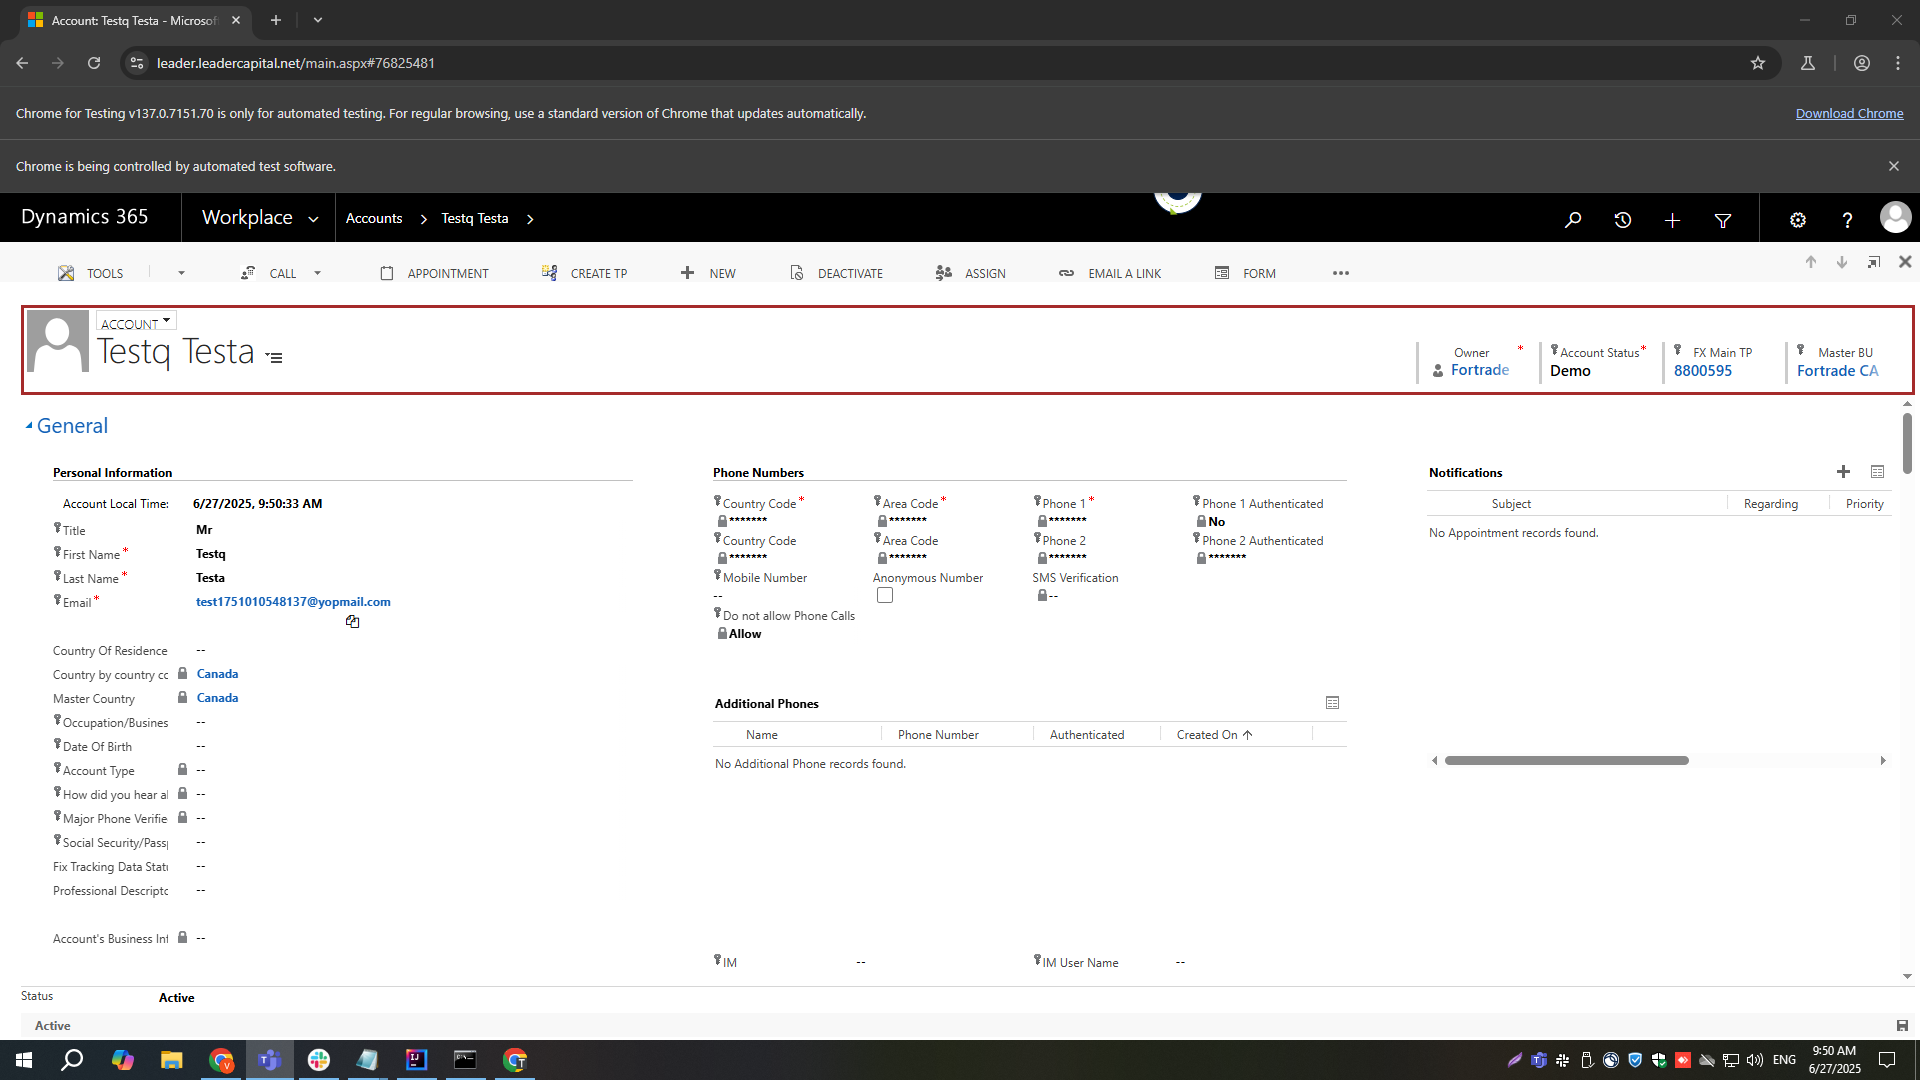 Account: Testq Testa - Microsof
leader.leadercapital.net/main.aspx#76825481
Chrome for Testing v137.0.7151.70 is only for automated testing. For regular browsing, use a standard version of Chrome that updates automatically.
Download Chrome
Chrome is being controlled by automated test software.
Dynamics 365
Workplace
Accounts
Testq Testa
TOOLS
CALL
APPOINTMENT
CREATE TP
NEW
DEACTIVATE
ASSIGN
EMAIL A LINK
FORM
ACCOUNT
Testq Testa
Owner *
Fortrade
Account Status *
Demo
FX Main TP
8800595
Master BU
Fortrade CA
General
Personal Information
Account Local Time: 6/27/2025, 9:50:33 AM
Title Mr
First Name * Testq
Last Name * Testa
Email * test1751010548137@yopmail.com
Country Of Residence --
Country by country cc Canada
Master Country Canada
Occupation/Busines --
Date Of Birth --
Account Type --
How did you hear al --
Major Phone Verifie --
Social Security/Passp --
Fix Tracking Data Statu --
Professional Descripto --
Account's Business Inf --
Phone Numbers
Country Code * Area Code * Phone 1 * Phone 1 Authenticated
******* ******* ******* No
Country Code Area Code Phone 2 Phone 2 Authenticated
******* ******* ******* *******
Mobile Number Anonymous Number SMS Verification
-- --
Do not allow Phone Calls
Allow
Additional Phones
Name Phone Number Authenticated Created On
No Additional Phone records found.
IM -- IM User Name --
Notifications
Subject Regarding Priority
No Appointment records found.
Status Active
Active
ENG
9:50 AM
6/27/2025